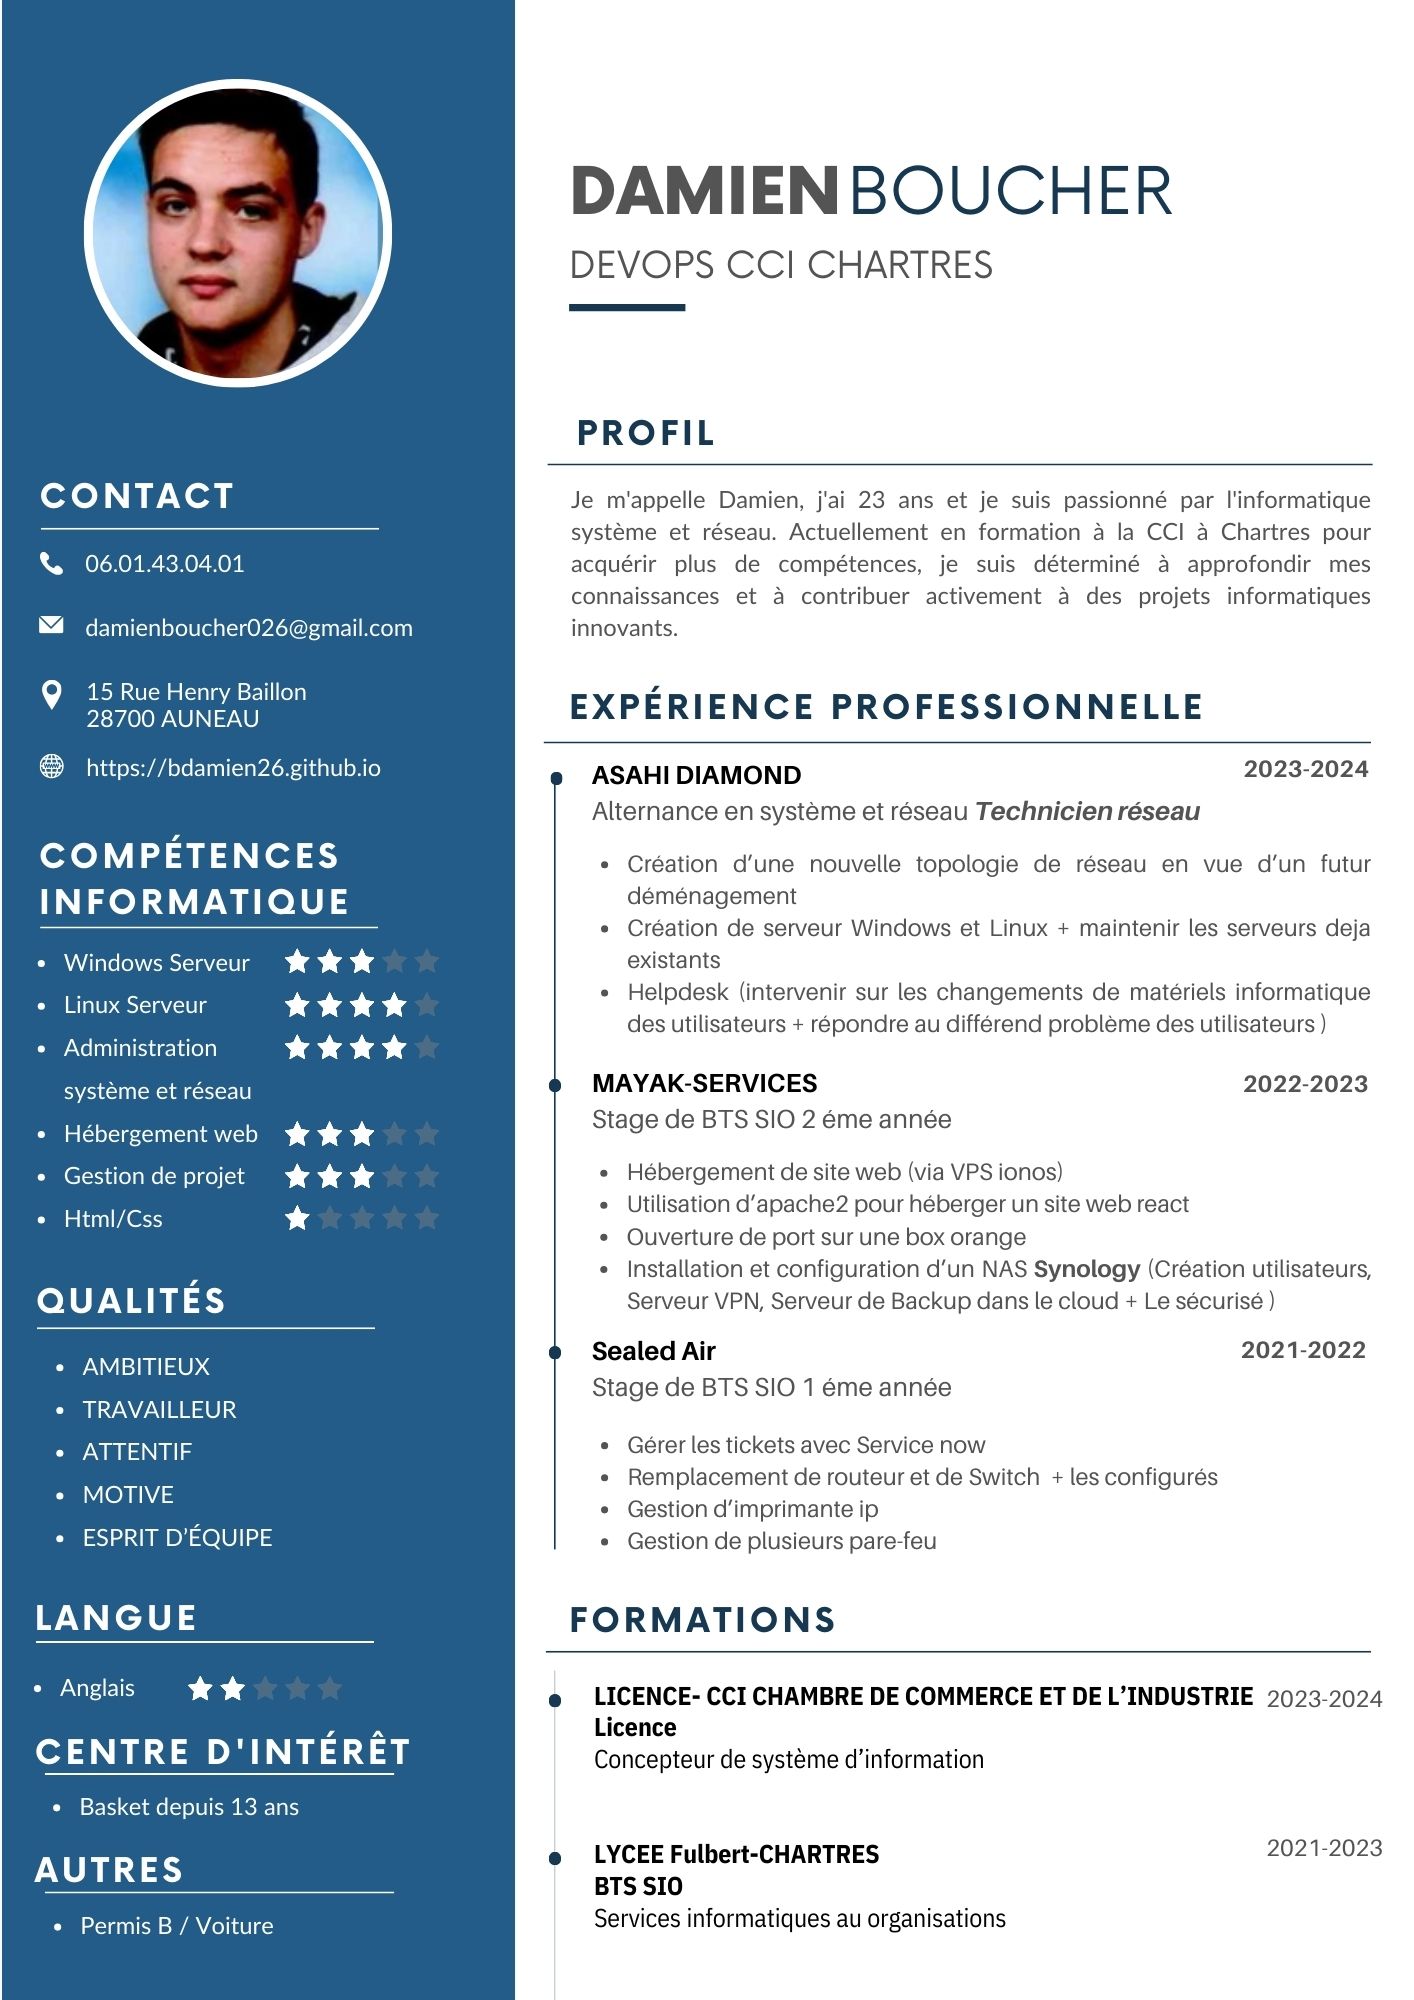 DAMIEN BOUCHER
DEVOPS CCI CHARTRES
CONTACT
06.01.43.04.01
damienboucher026@gmail.com
15 Rue Henry Baillon
28700 AUNEAU
https://bdamien26.github.io
COMPÉTENCES
INFORMATIQUE
• Windows Serveur
• Linux Serveur
• Administration
système et réseau
• Hébergement web
• Gestion de projet
• Html/Css
QUALITÉS
• AMBITIEUX
• TRAVAILLEUR
• ATTENTIF
• MOTIVE
• ESPRIT D’ÉQUIPE
LANGUE
• Anglais
CENTRE D'INTÉRÊT
• Basket depuis 13 ans
AUTRES
• Permis B / Voiture
PROFIL
Je m'appelle Damien, j'ai 23 ans et je suis passionné par l'informatique
système et réseau. Actuellement en formation à la CCI à Chartres pour
acquérir plus de compétences, je suis déterminé à approfondir mes
connaissances et à contribuer activement à des projets informatiques
innovants.
EXPÉRIENCE PROFESSIONNELLE
ASAHI DIAMOND 2023-2024
Alternance en système et réseau Technicien réseau
• Création d’une nouvelle topologie de réseau en vue d’un futur
déménagement
• Création de serveur Windows et Linux + maintenir les serveurs deja
existants
• Helpdesk (intervenir sur les changements de matériels informatique
des utilisateurs + répondre au différend problème des utilisateurs )
MAYAK-SERVICES 2022-2023
Stage de BTS SIO 2 éme année
• Hébergement de site web (via VPS ionos)
• Utilisation d’apache2 pour héberger un site web react
• Ouverture de port sur une box orange
• Installation et configuration d’un NAS Synology (Création utilisateurs,
Serveur VPN, Serveur de Backup dans le cloud + Le sécurisé )
Sealed Air 2021-2022
Stage de BTS SIO 1 éme année
• Gérer les tickets avec Service now
• Remplacement de routeur et de Switch + les configurés
• Gestion d’imprimante ip
• Gestion de plusieurs pare-feu
FORMATIONS
LICENCE- CCI CHAMBRE DE COMMERCE ET DE L’INDUSTRIE 2023-2024
Licence
Concepteur de système d’information
LYCEE Fulbert-CHARTRES 2021-2023
BTS SIO
Services informatiques au organisations